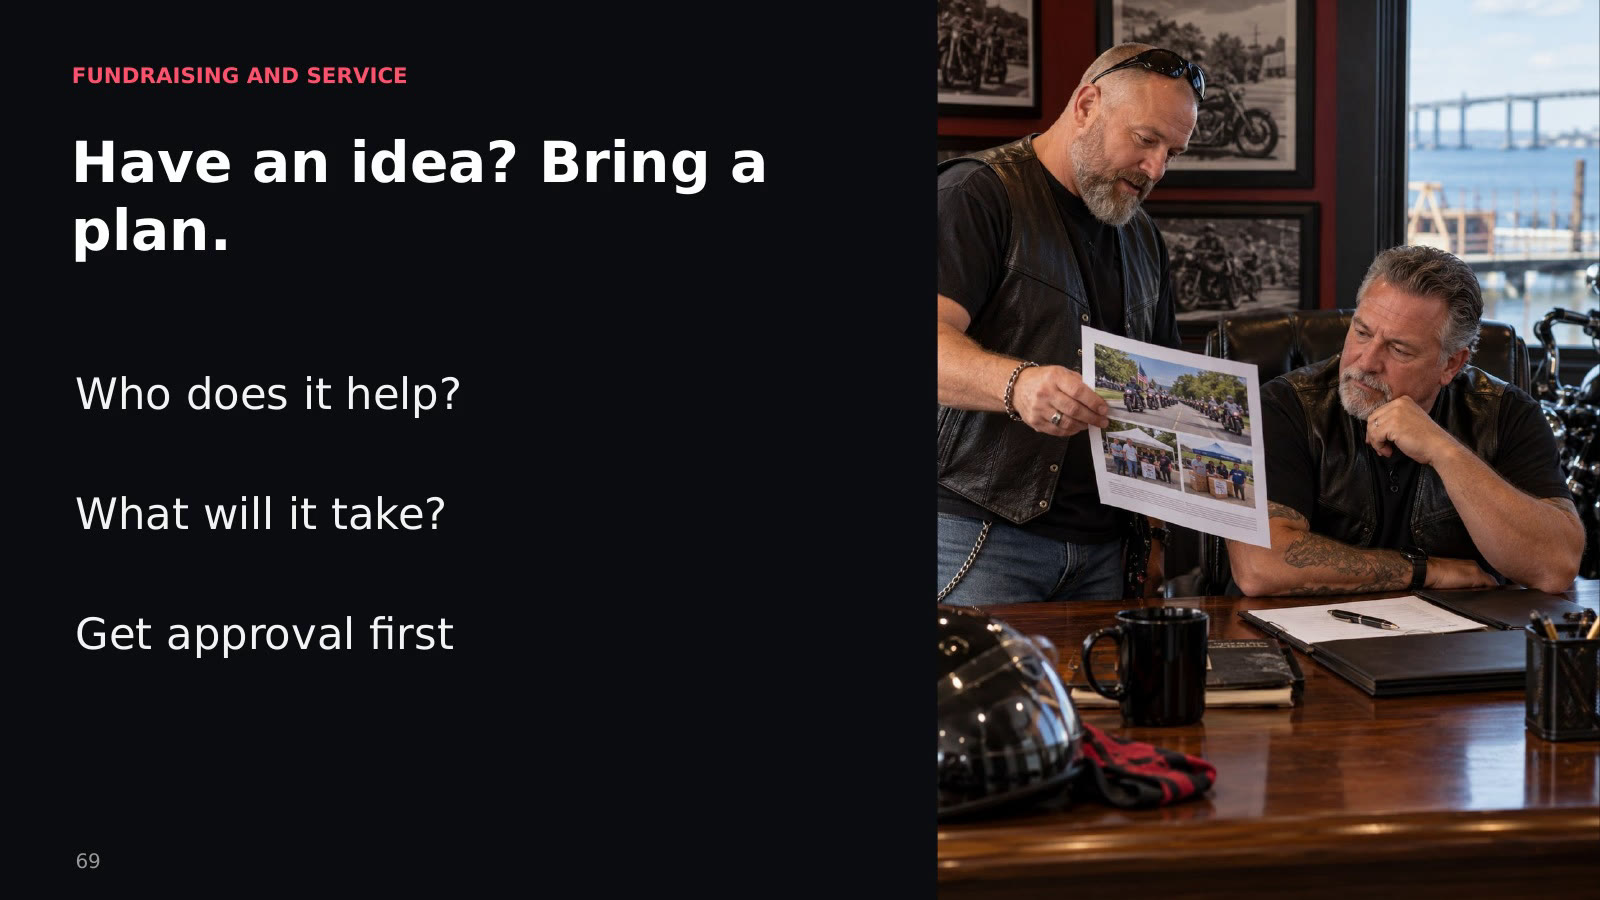 FUNDRAISING AND SERVICE
Have an idea? Bring a
plan.
Who does it help?
What will it take?
Get approval first
69